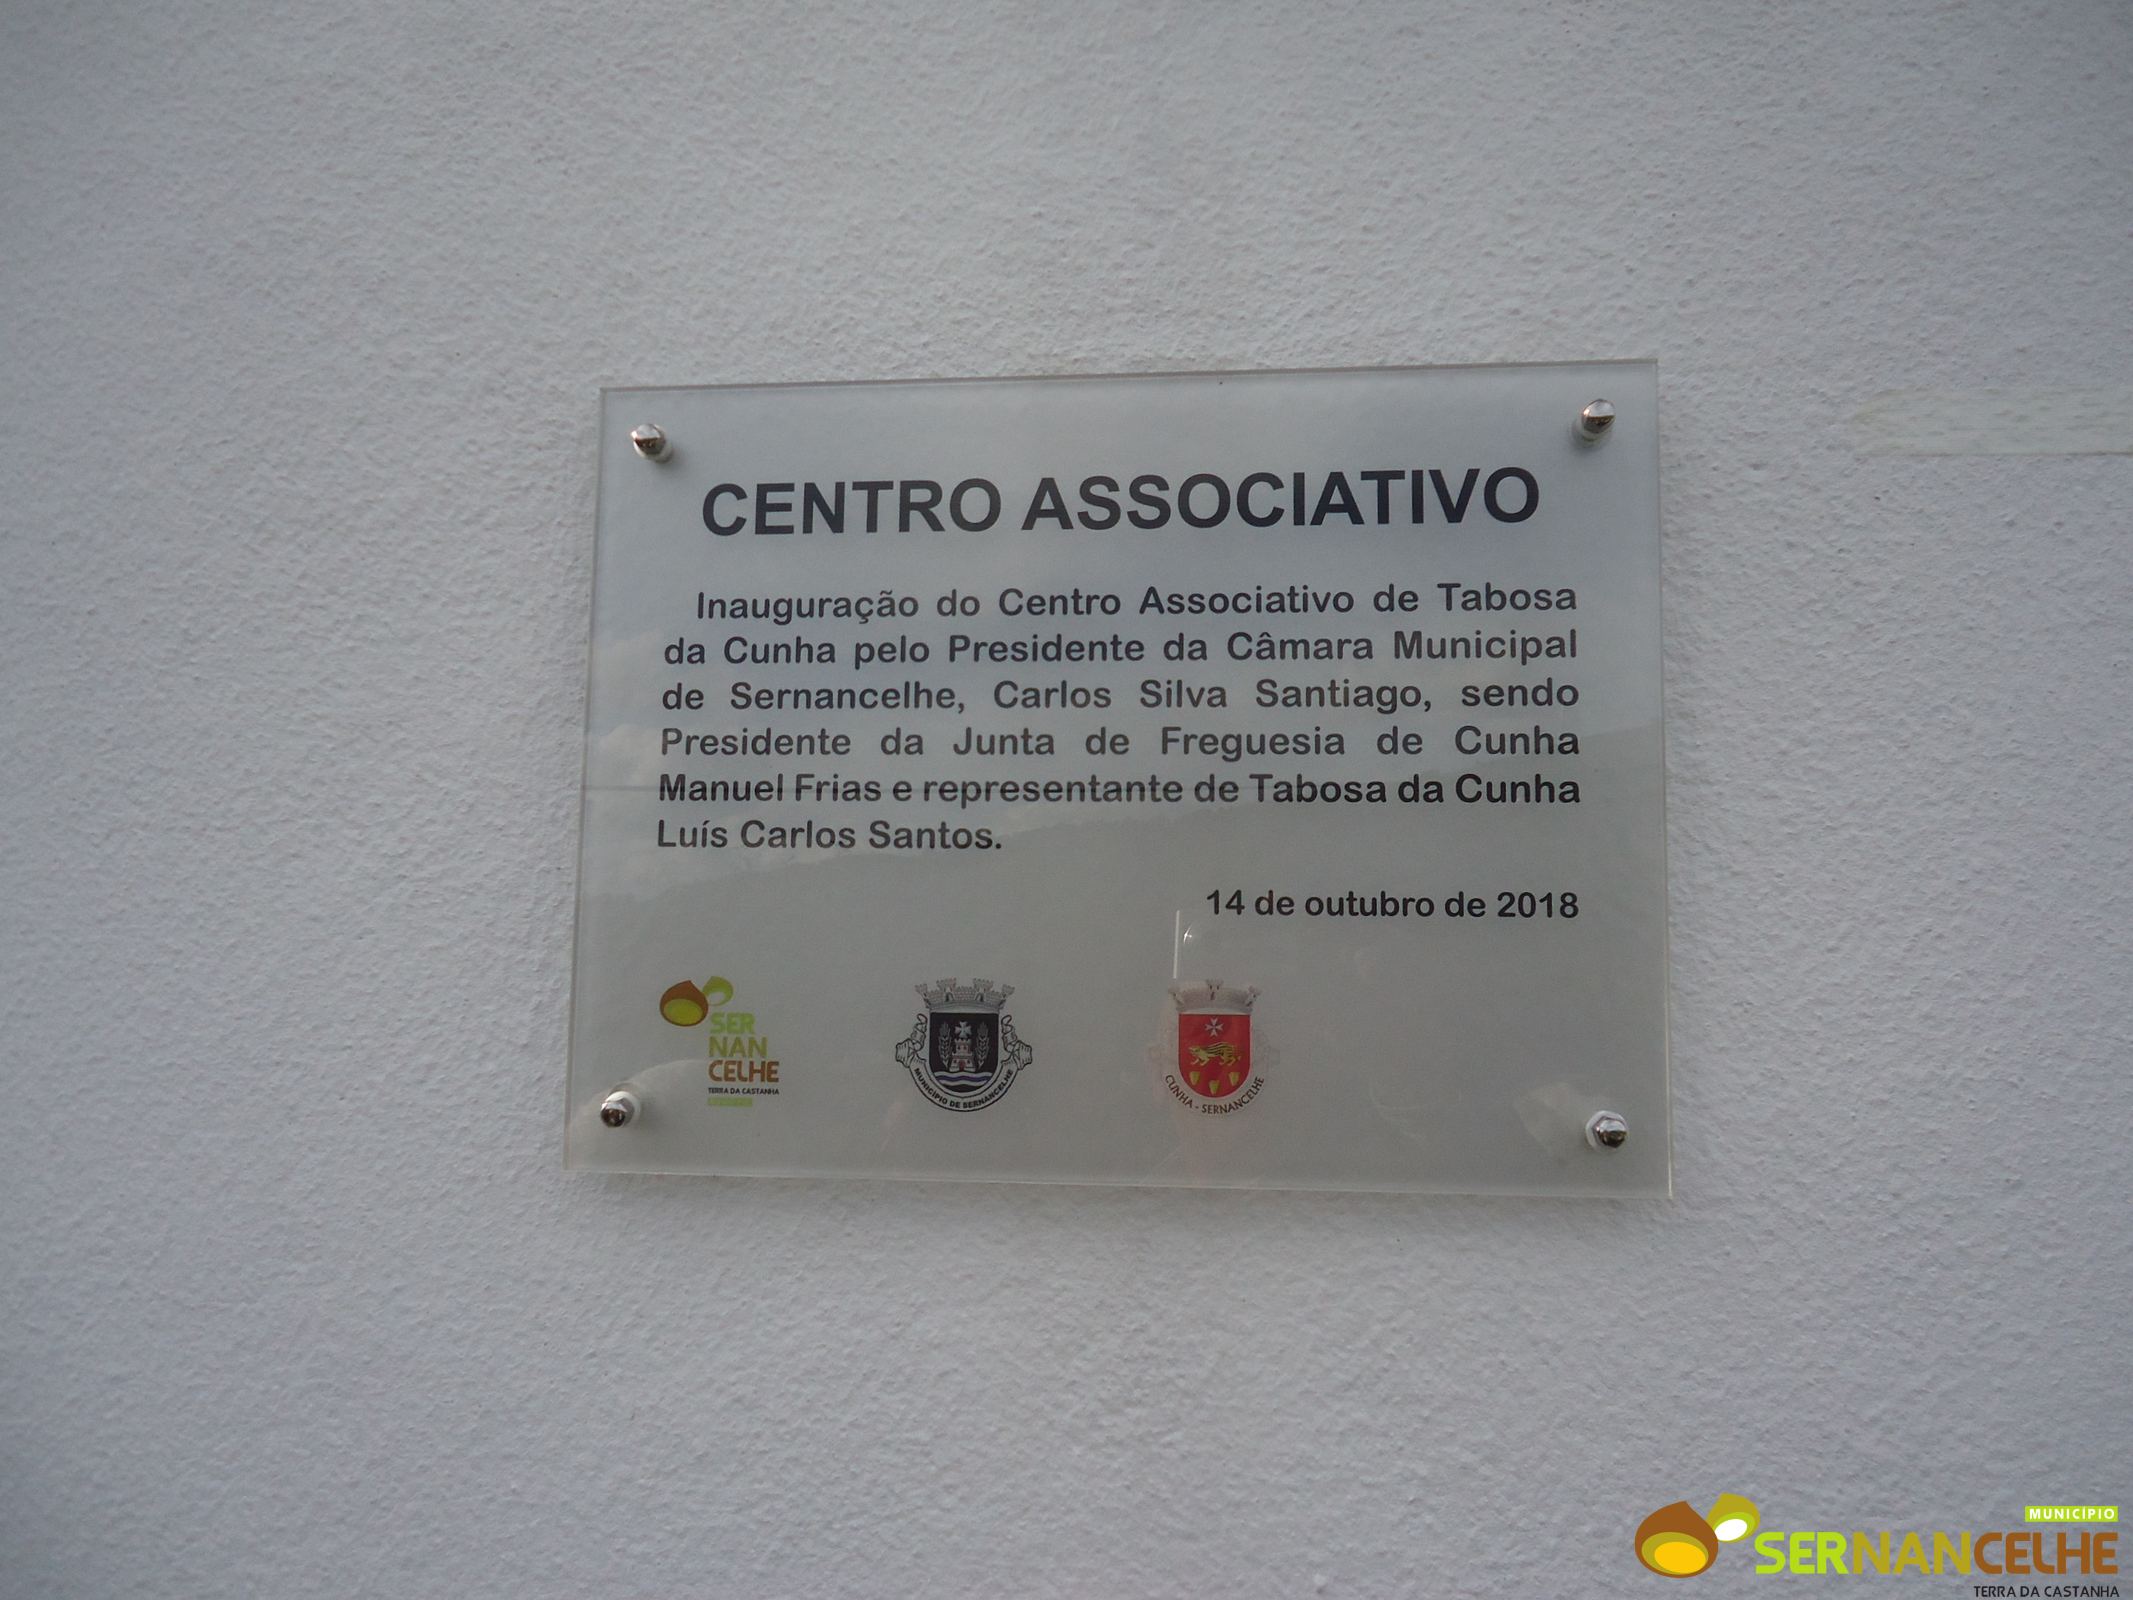 CENTRO ASSOCIATIVO
Inauguração do Centro Associativo de Tabosa
da Cunha pelo Presidente da Câmara Municipal
de Sernancelhe, Carlos Silva Santiago, sendo
Presidente da Junta de Freguesia de Cunha
Manuel Frias e representante de Tabosa da Cunha
Luís Carlos Santos.
14 de outubro de 2018
SER
NAN
CELHE
TERRA DA CASTANHA
MUNICÍPIO DE SERNANCELHE
CUNHA - SERNANCELHE
MUNICÍPIO
SERNANCELHE
TERRA DA CASTANHA